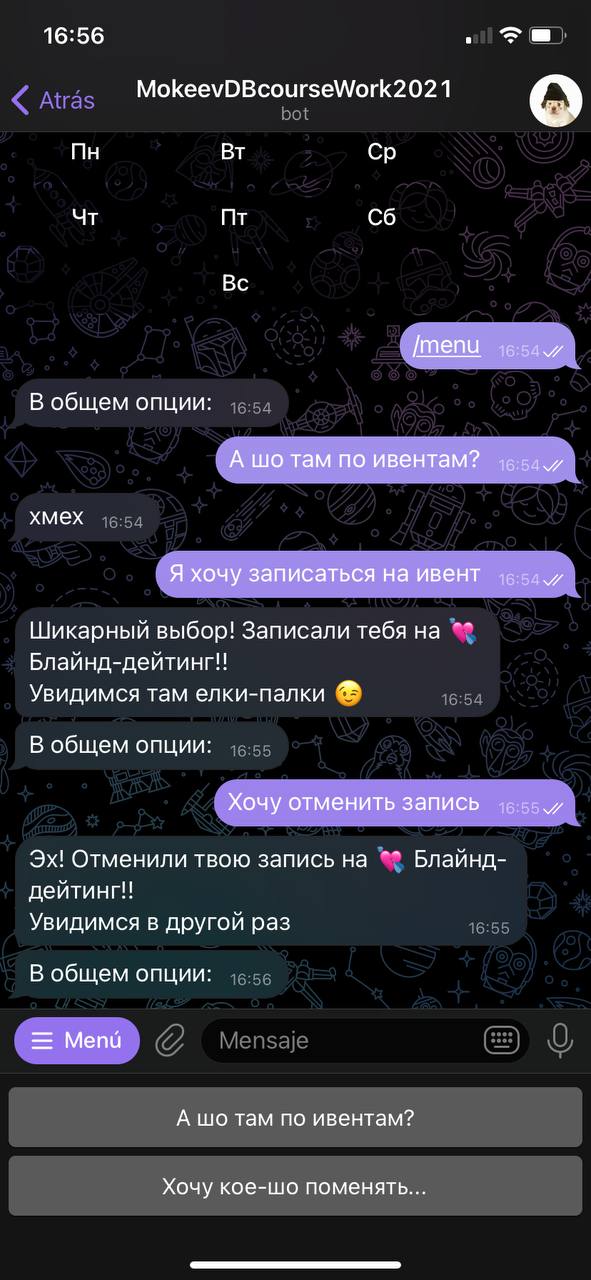 16:56
Atrás
MokeevDBcourseWork2021
bot
Пн Вт Ср
Чт Пт Сб
Вс
/menu 16:54
В общем опции: 16:54
А шо там по ивентам? 16:54
хмех 16:54
Я хочу записаться на ивент 16:54
Шикарный выбор! Записали тебя на 💘
Блайнд-дейтинг!!
Увидимся там елки-палки 😉 16:54
В общем опции: 16:55
Хочу отменить запись 16:55
Эх! Отменили твою запись на 💘 Блайнд-
дейтинг!!
Увидимся в другой раз 16:55
В общем опции: 16:56
Menú Mensaje
А шо там по ивентам?
Хочу кое-шо поменять...